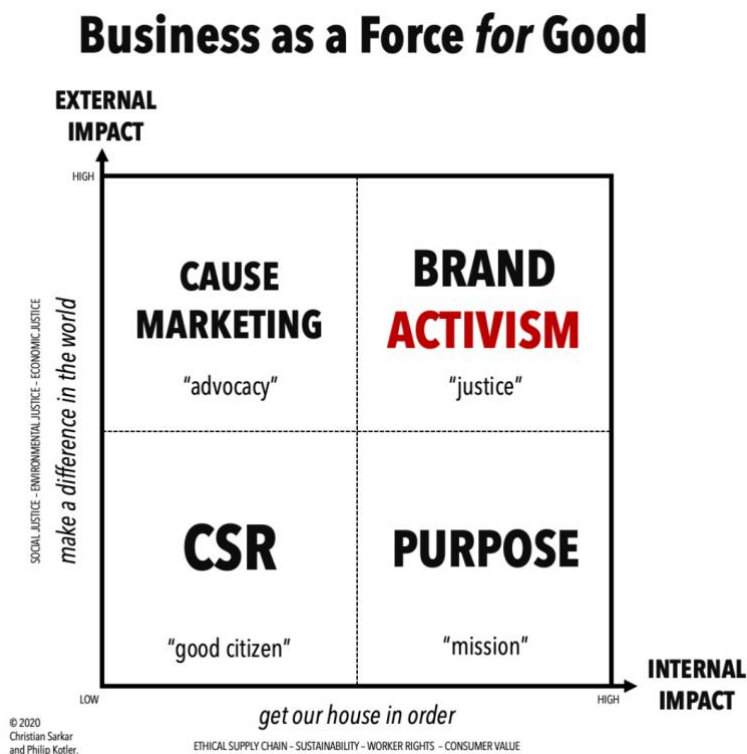 Business as a Force for Good
EXTERNAL
IMPACT
HIGH
SOCIAL JUSTICE – ENVIRONMENTAL JUSTICE – ECONOMIC JUSTICE
make a difference in the world
CAUSE
MARKETING
"advocacy"
BRAND
ACTIVISM
"justice"
CSR
"good citizen"
PURPOSE
"mission"
LOW
HIGH
INTERNAL
IMPACT
get our house in order
ETHICAL SUPPLY CHAIN – SUSTAINABILITY – WORKER RIGHTS – CONSUMER VALUE
© 2020
Christian Sarkar
and Philip Kotler.